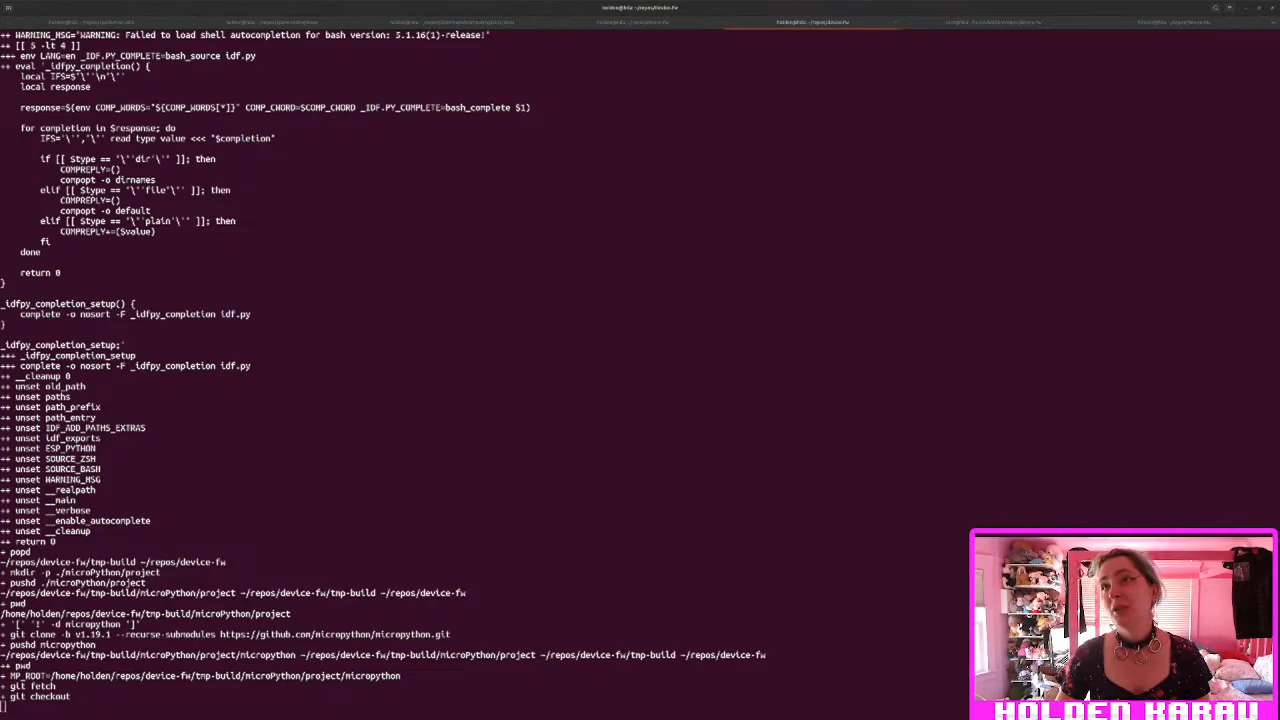 holden@hdu: ~/repos/device-fw
holden@hdu: ~/repos/device-fw
++ WARNING_MSG='WARNING: Failed to load shell autocompletion for bash version: 5.1.16(1)-release!'
++ [[ 5 -lt 4 ]]
+++ env LANG=en _IDF.PY_COMPLETE=bash_source idf.py
++ eval '_idfpy_completion() {
local IFS=$'\''\n'\''
local response
response=$(env COMP_WORDS="${COMP_WORDS[*]}" COMP_CWORD=$COMP_CWORD _IDF.PY_COMPLETE=bash_complete $1)
for completion in $response; do
IFS='\'','\'' read type value <<< "$completion"
if [[ $type == '\''dir'\'' ]]; then
COMPREPLY=()
compopt -o dirnames
elif [[ $type == '\''file'\'' ]]; then
COMPREPLY=()
compopt -o default
elif [[ $type == '\''plain'\'' ]]; then
COMPREPLY+=($value)
fi
done
return 0
}
_idfpy_completion_setup() {
complete -o nosort -F _idfpy_completion idf.py
}
_idfpy_completion_setup;'
+++ _idfpy_completion_setup
+++ complete -o nosort -F _idfpy_completion idf.py
++ __cleanup 0
++ unset old_path
++ unset paths
++ unset path_prefix
++ unset path_entry
++ unset IDF_ADD_PATHS_EXTRAS
++ unset idf_exports
++ unset ESP_PYTHON
++ unset SOURCE_ZSH
++ unset SOURCE_BASH
++ unset WARNING_MSG
++ unset __realpath
++ unset __main
++ unset __verbose
++ unset __enable_autocomplete
++ unset __cleanup
++ return 0
+ popd
~/repos/device-fw/tmp-build ~/repos/device-fw
+ mkdir -p ./microPython/project
+ pushd ./microPython/project
~/repos/device-fw/tmp-build/microPython/project ~/repos/device-fw/tmp-build ~/repos/device-fw
+ pwd
/home/holden/repos/device-fw/tmp-build/microPython/project
+ '[' '!' -d micropython ']'
+ git clone -b v1.19.1 --recurse-submodules https://github.com/micropython/micropython.git
+ pushd micropython
~/repos/device-fw/tmp-build/microPython/project/micropython ~/repos/device-fw/tmp-build/microPython/project ~/repos/device-fw/tmp-build ~/repos/device-fw
++ pwd
+ MP_ROOT=/home/holden/repos/device-fw/tmp-build/microPython/project/micropython
+ git fetch
+ git checkout
HOLDEN KARAU